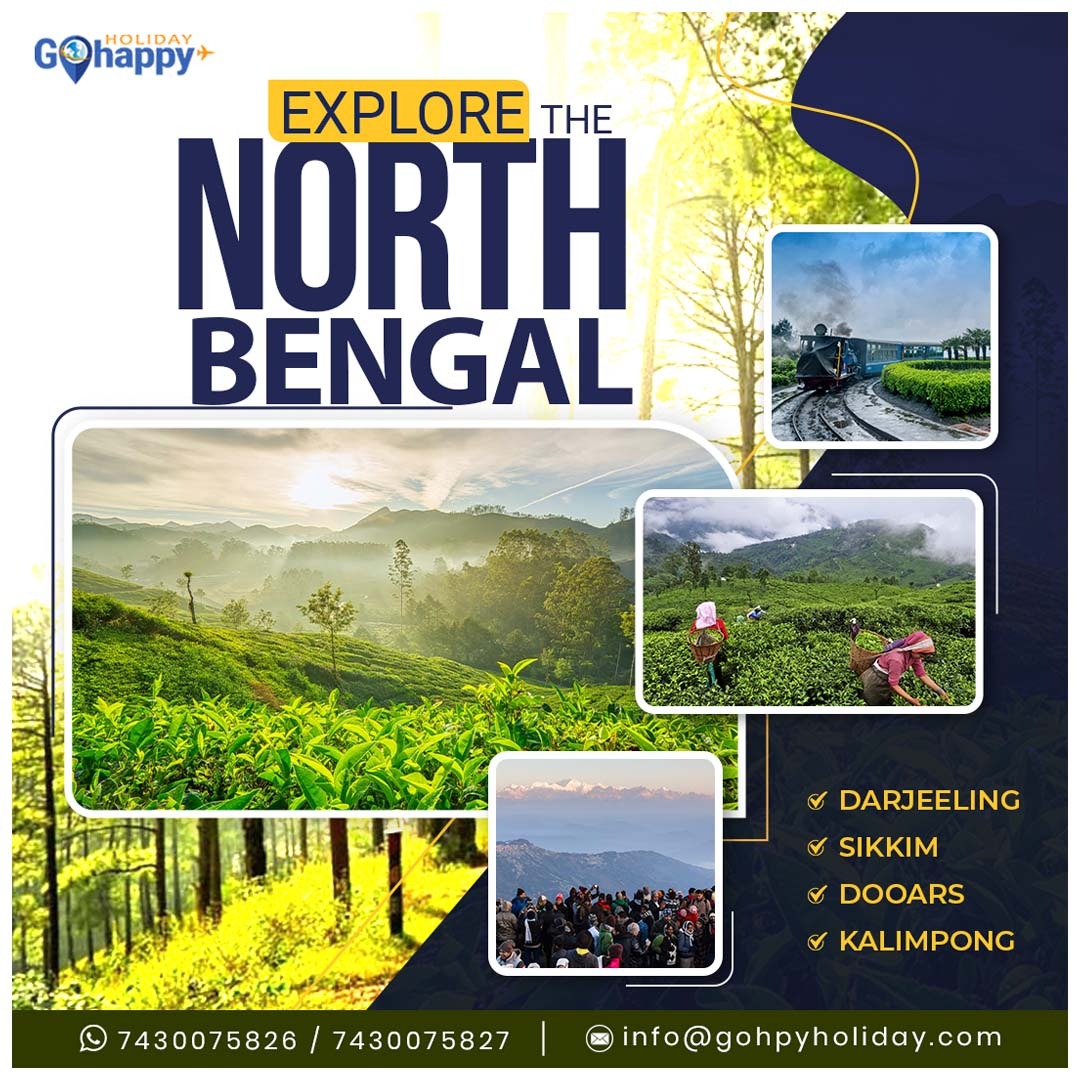 HOLIDAY
GOhappy
EXPLORE THE
NORTH
BENGAL
DARJEELING
SIKKIM
DOOARS
KALIMPONG
7430075826 / 7430075827 | info@gohpyholiday.com